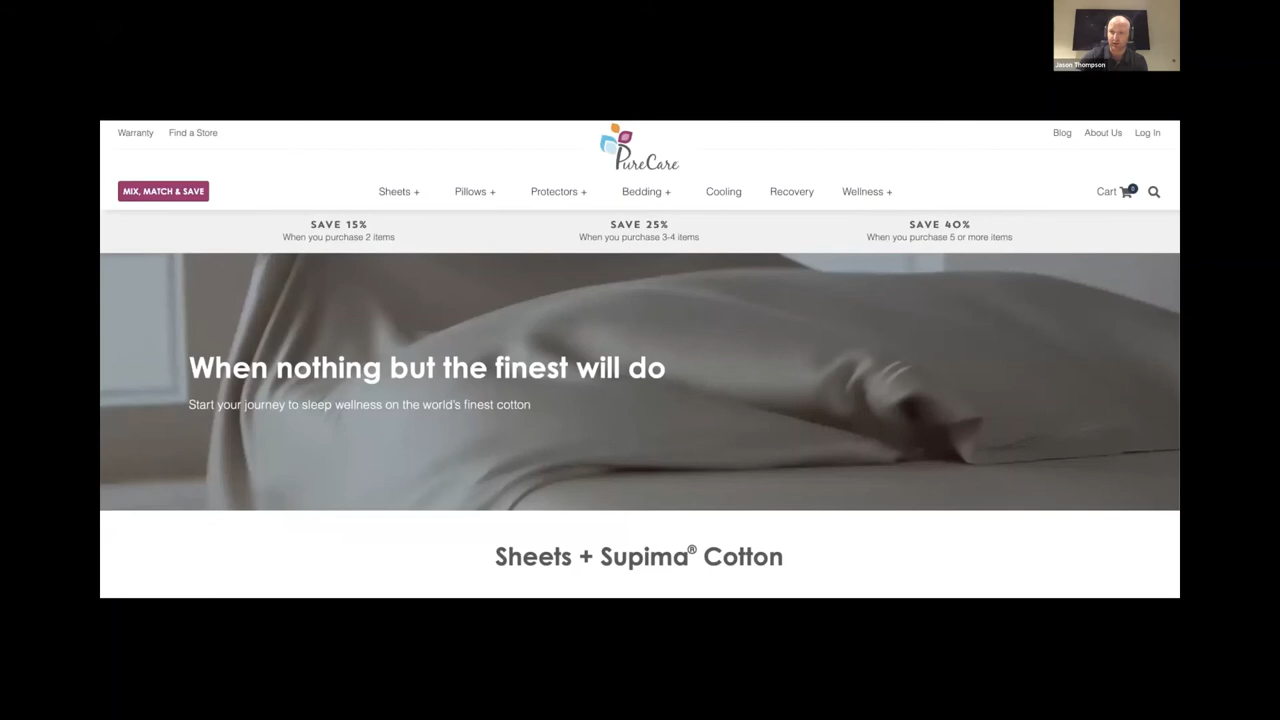 Jason Thompson
Warranty Find a Store
PureCare
Blog About Us Log In
MIX, MATCH & SAVE
Sheets + Pillows + Protectors + Bedding + Cooling Recovery Wellness +
Cart 0
SAVE 15%
When you purchase 2 items
SAVE 25%
When you purchase 3-4 items
SAVE 40%
When you purchase 5 or more items
When nothing but the finest will do
Start your journey to sleep wellness on the world's finest cotton
Sheets + Supima® Cotton